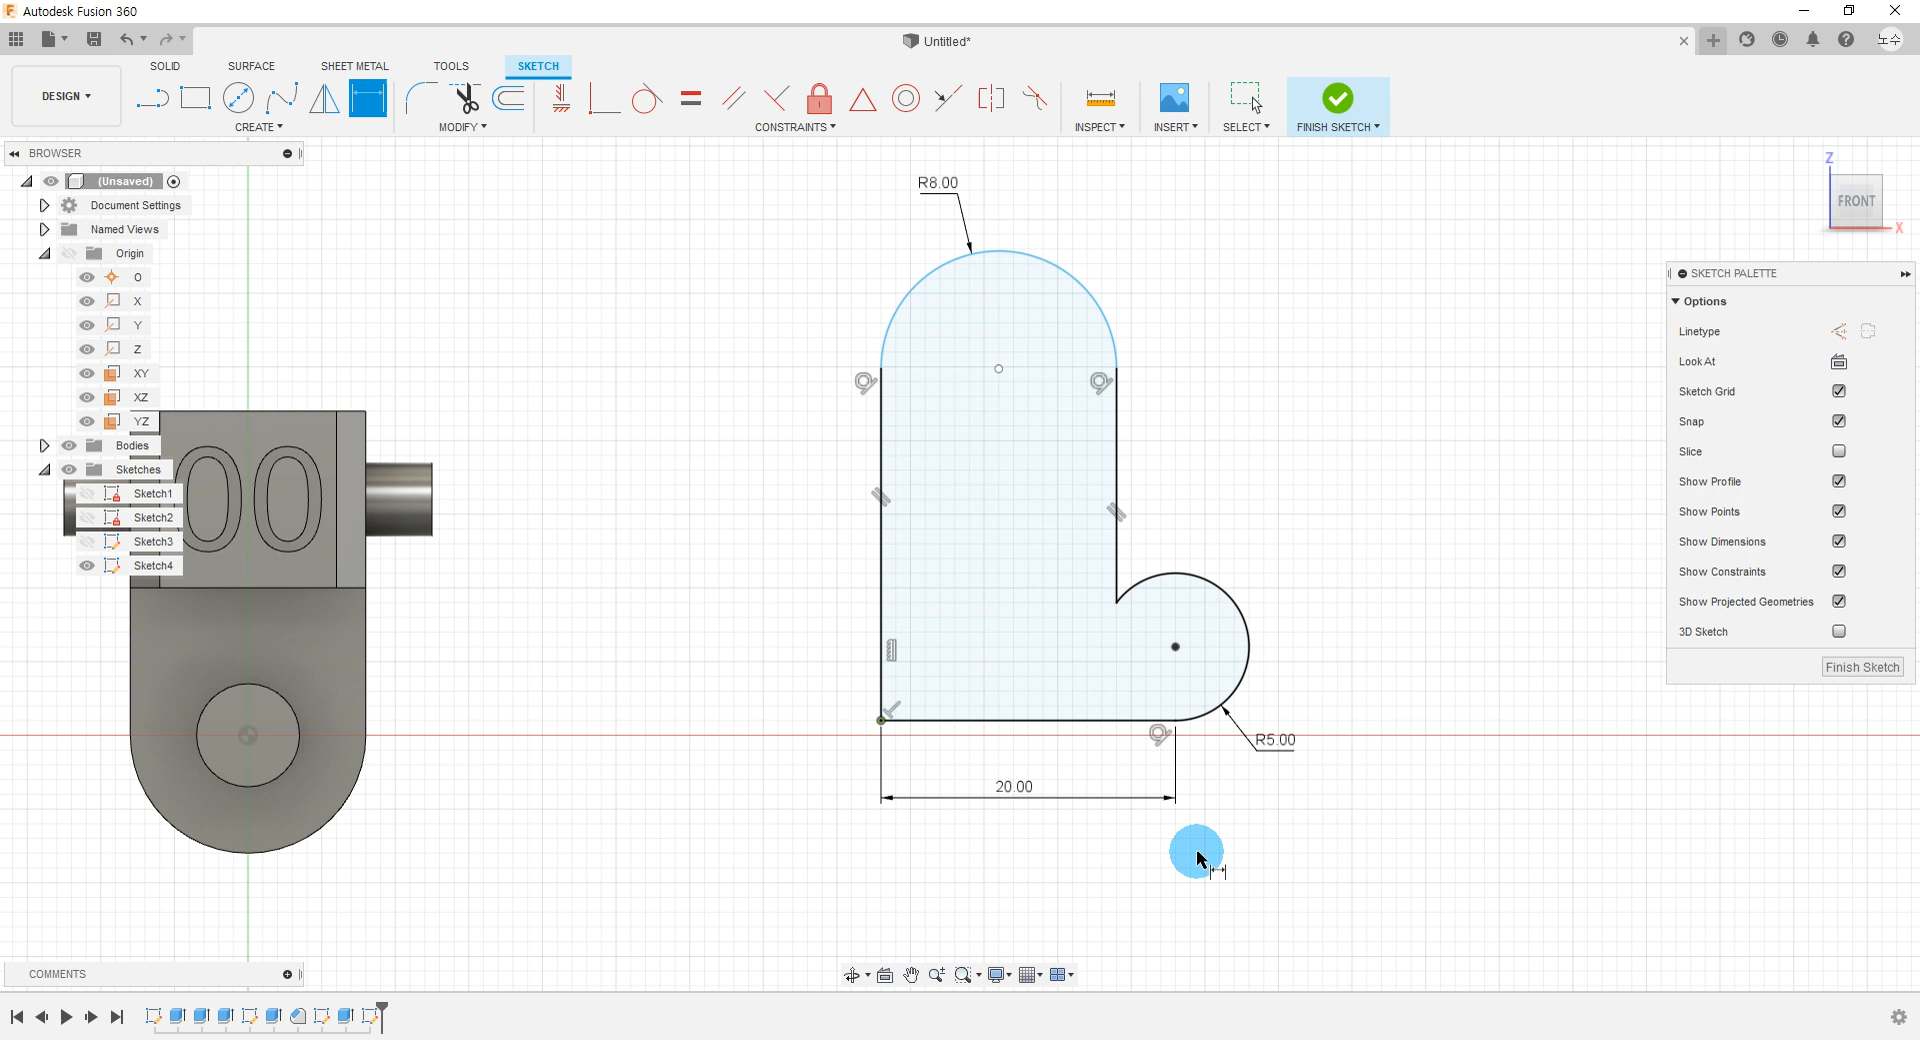 Autodesk Fusion 360
Untitled*
노수
SOLID
SURFACE
SHEET METAL
TOOLS
SKETCH
DESIGN
CREATE
MODIFY
CONSTRAINTS
INSPECT
INSERT
SELECT
FINISH SKETCH
BROWSER
(Unsaved)
Document Settings
Named Views
Origin
O
X
Y
Z
XY
XZ
YZ
Bodies
Sketches
Sketch1
Sketch2
Sketch3
Sketch4
00
R8.00
R5.00
20.00
Z
FRONT
X
SKETCH PALETTE
Options
Linetype
Look At
Sketch Grid
Snap
Slice
Show Profile
Show Points
Show Dimensions
Show Constraints
Show Projected Geometries
3D Sketch
Finish Sketch
COMMENTS